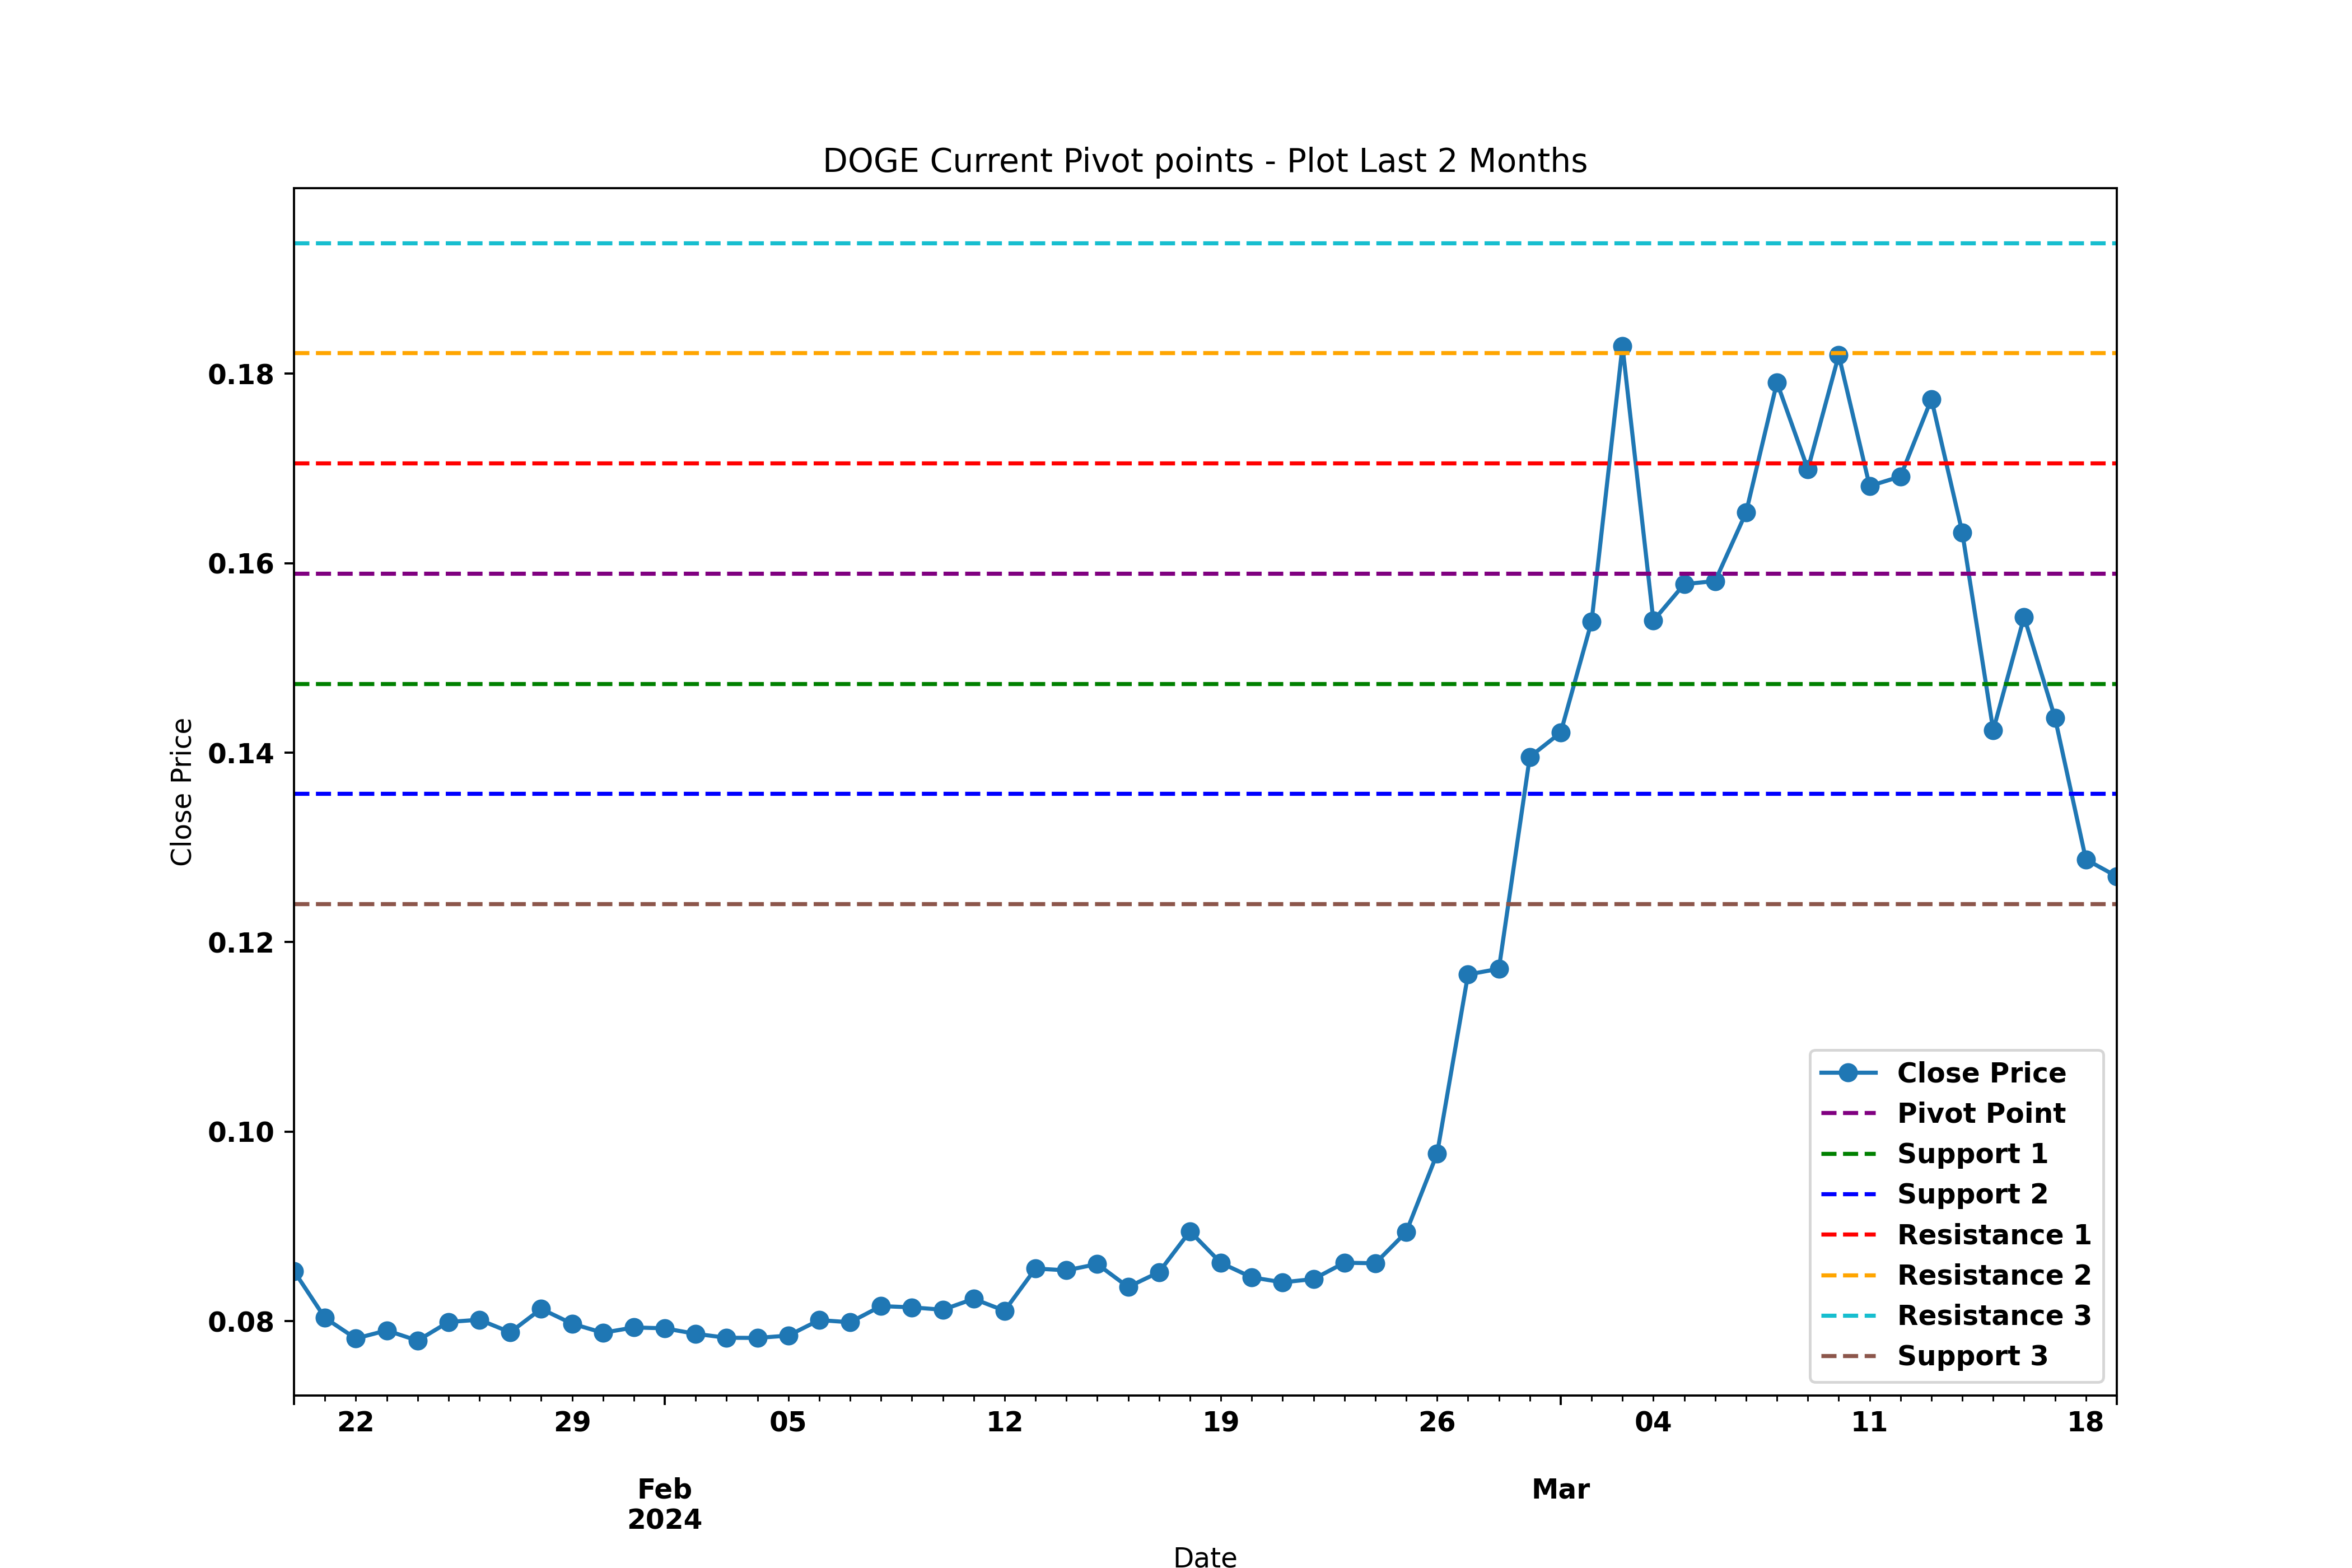 DOGE Current Pivot points - Plot Last 2 Months
0.18
0.16
0.14
0.12
0.10
0.08
Close Price
Close Price
Pivot Point
Support 1
Support 2
Resistance 1
Resistance 2
Resistance 3
Support 3
22 29 05 12 19 26 04 11 18
Feb Mar
2024
Date